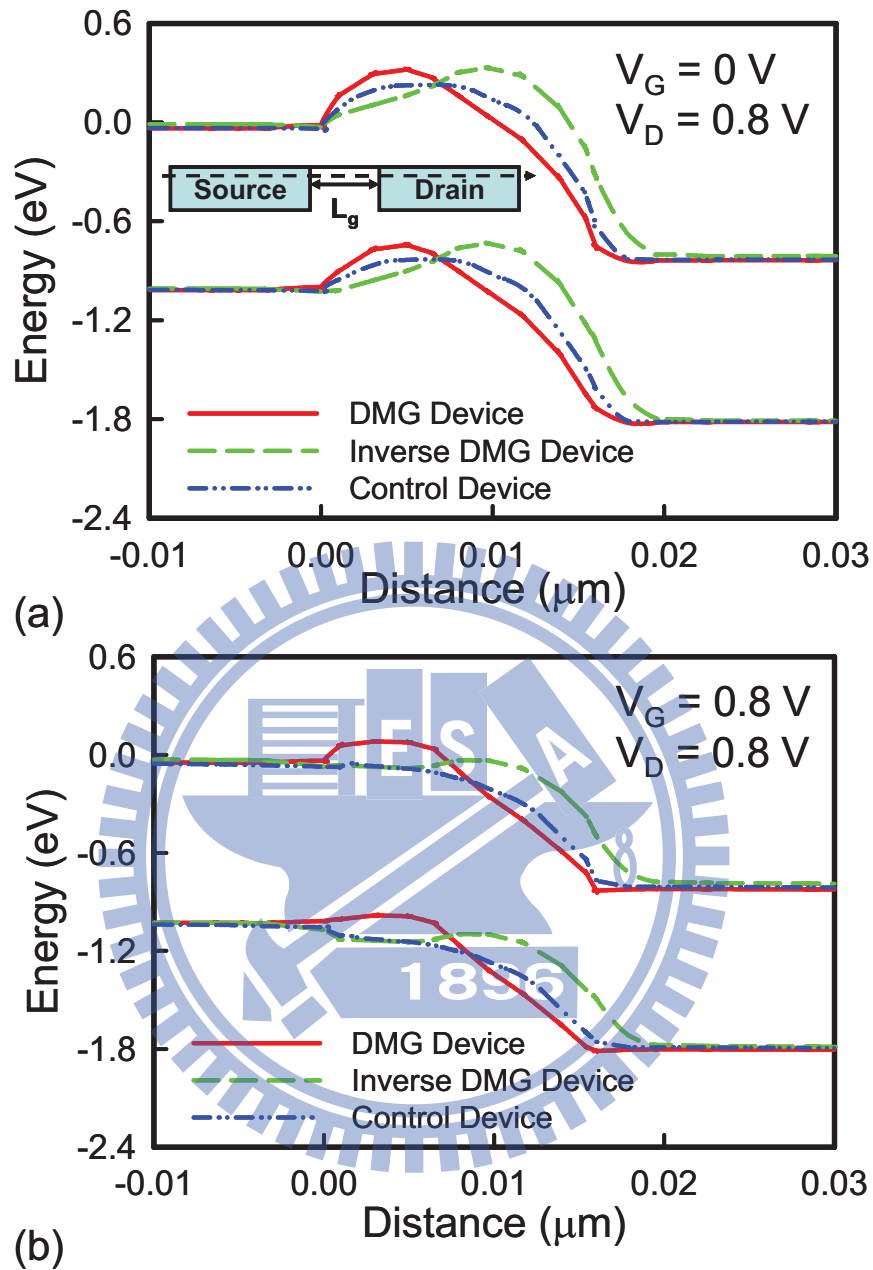 0.6
0.0
-0.6
-1.2
-1.8
-2.4
Energy (eV)
V_G = 0 V
V_D = 0.8 V
Source
L_g
Drain
DMG Device
Inverse DMG Device
Control Device
-0.01 0.00 0.01 0.02 0.03
Distance (μm)
(a)
0.6
0.0
-0.6
-1.2
-1.8
-2.4
Energy (eV)
V_G = 0.8 V
V_D = 0.8 V
E S A
1896
DMG Device
Inverse DMG Device
Control Device
-0.01 0.00 0.01 0.02 0.03
Distance (μm)
(b)